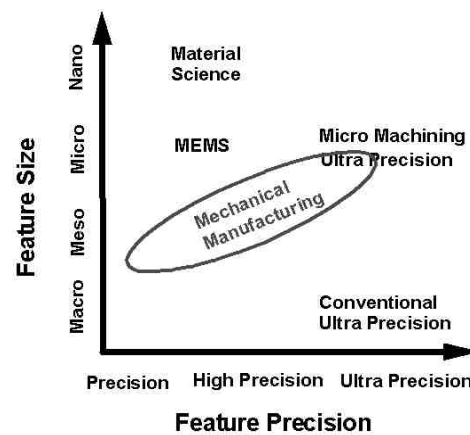 Material
Science
Nano
MEMS
Micro Machining
Ultra Precision
Micro
Mechanical
Manufacturing
Meso
Feature Size
Conventional
Ultra Precision
Macro
Precision
High Precision
Ultra Precision
Feature Precision